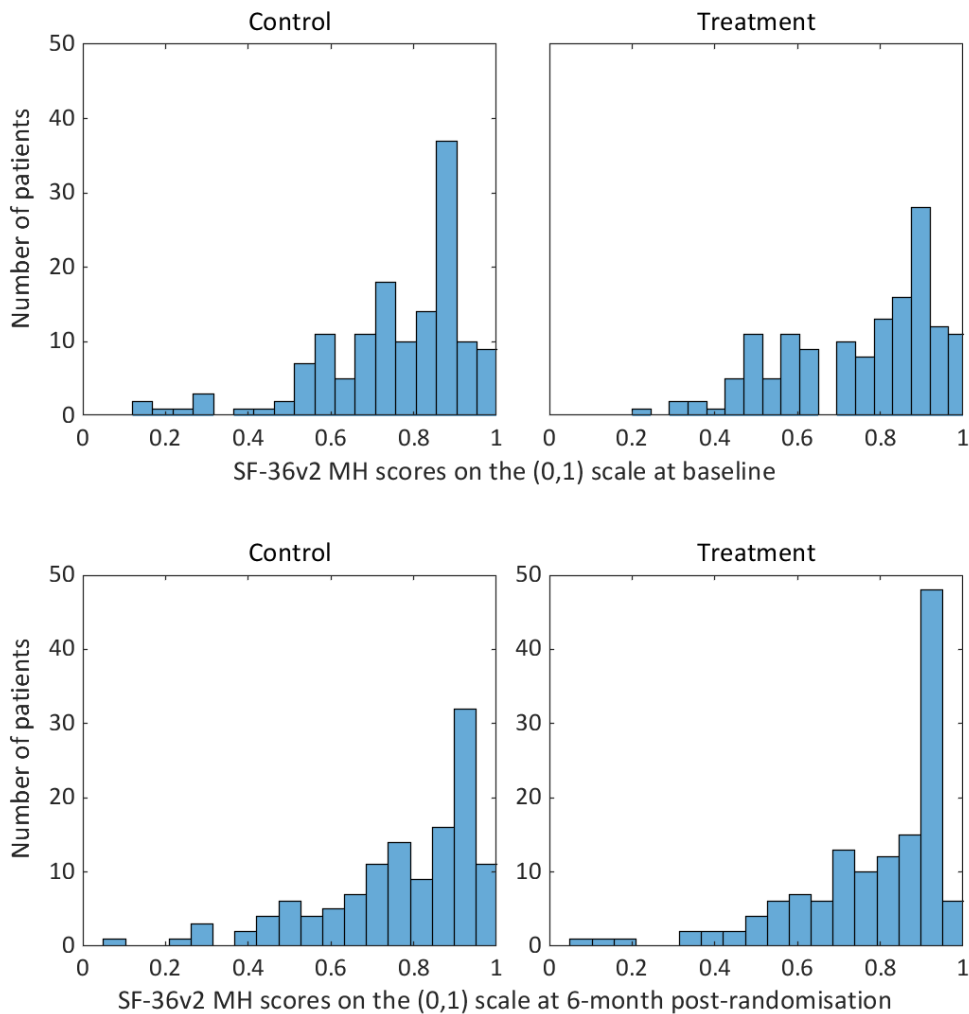 Control
Treatment
Number of patients
50
40
30
20
10
0
0 0.2 0.4 0.6 0.8 1
0 0.2 0.4 0.6 0.8 1
SF-36v2 MH scores on the (0,1) scale at baseline
Control
Treatment
Number of patients
50
40
30
20
10
0
50
40
30
20
10
0
0 0.2 0.4 0.6 0.8 1
0 0.2 0.4 0.6 0.8 1
SF-36v2 MH scores on the (0,1) scale at 6-month post-randomisation